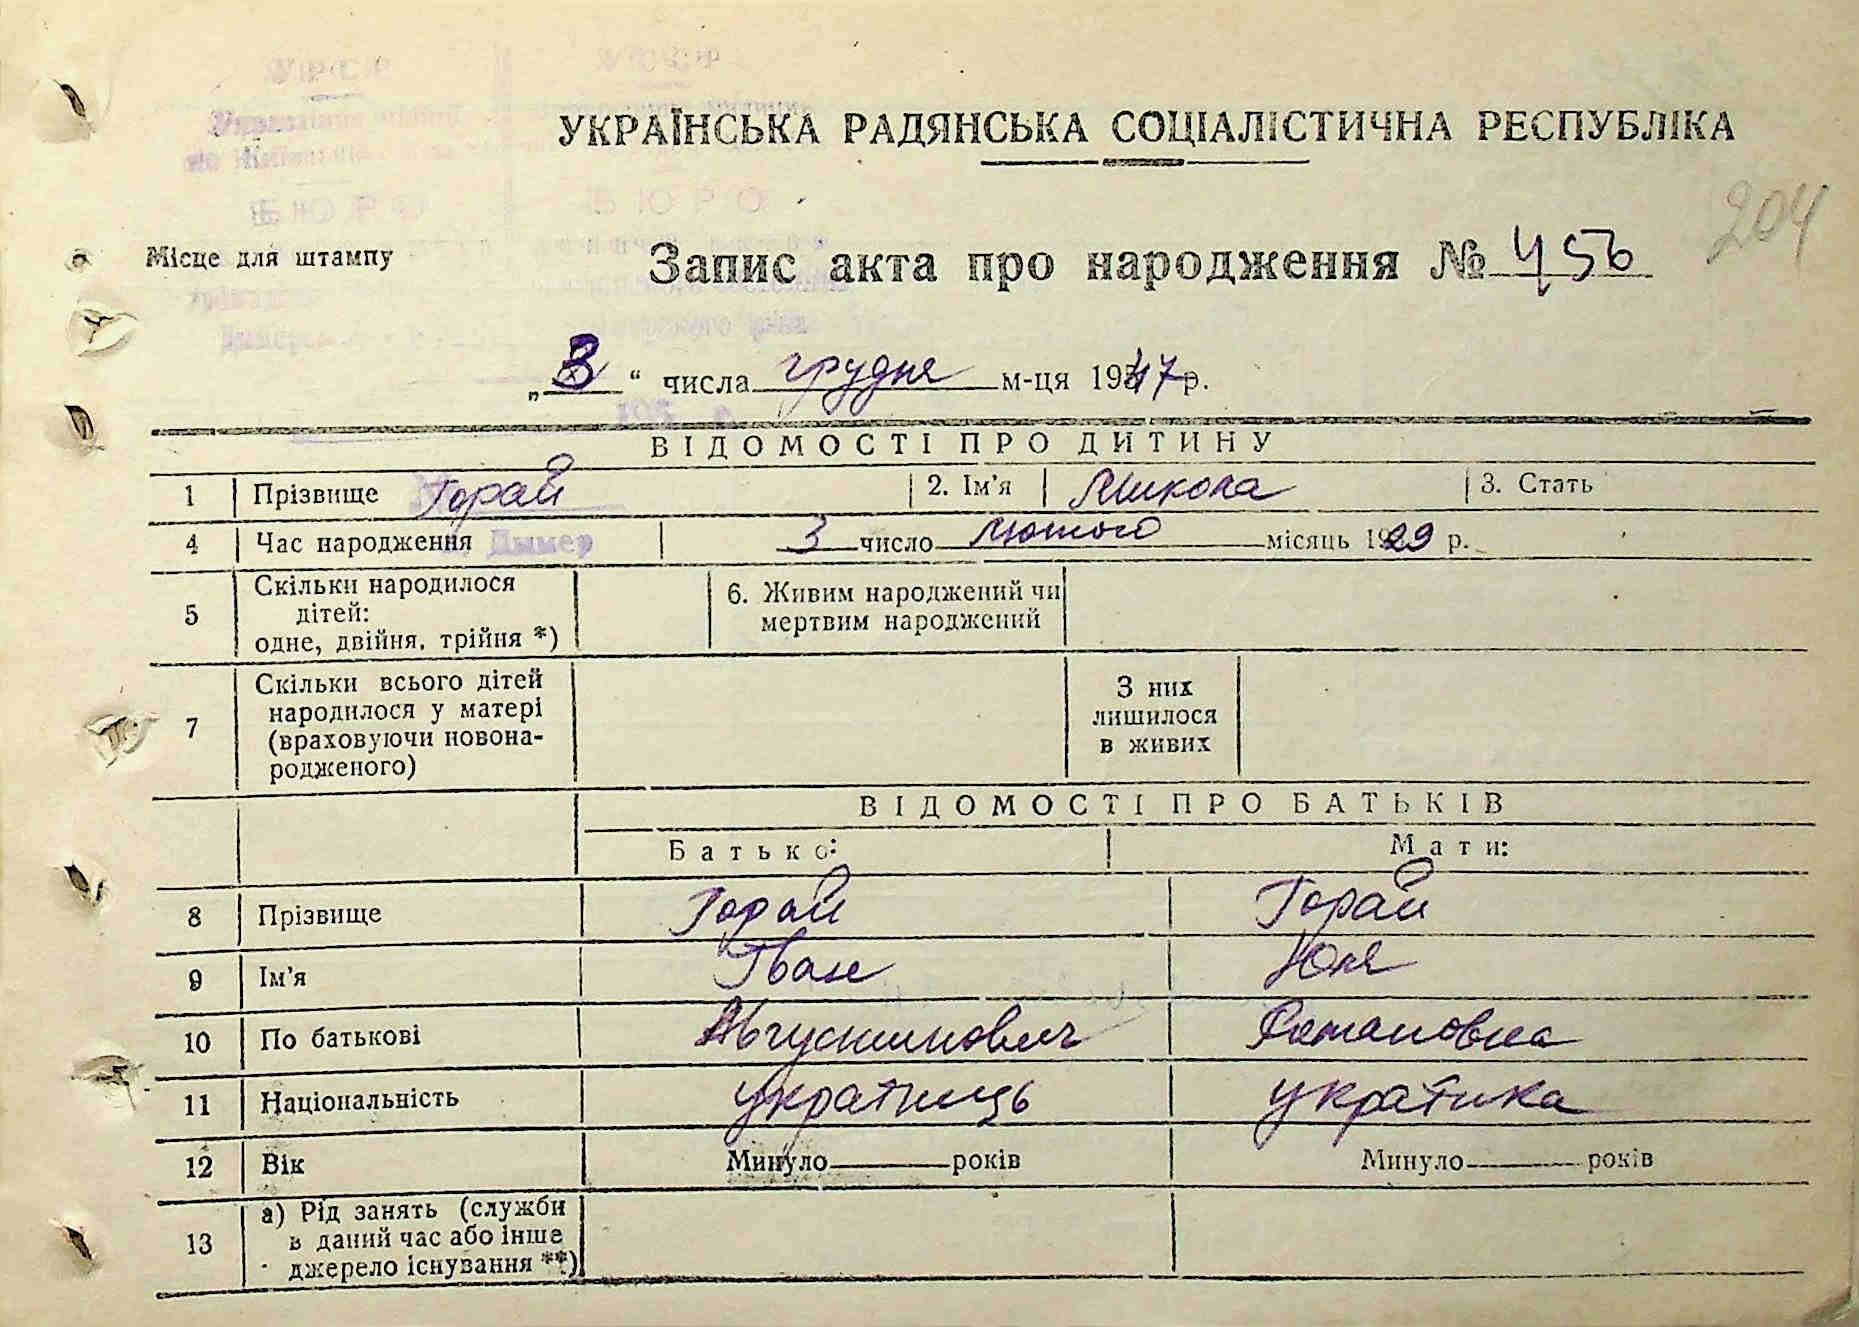 УКРАЇНСЬКА РАДЯНСЬКА СОЦІАЛІСТИЧНА РЕСПУБЛІКА
204
Місце для штампу
Запис акта про народження № 456
„3“ числа грудня м-ця 1947 р.
ВІДОМОСТІ ПРО ДИТИНУ
1 Прізвище Горай 2. Ім'я Микола 3. Стать
4 Час народження Дымер 3 число лютого місяць 1929 р.
5 Скільки народилося дітей: одне, двійня, трійня *) 6. Живим народжений чи мертвим народжений
7 Скільки всього дітей народилося у матері (враховуючи новонародженого) З них лишилося в живих
ВІДОМОСТІ ПРО БАТЬКІВ
Батько: Мати:
8 Прізвище Горай Горай
9 Ім'я Іван Юля
10 По батькові Августинович Романовна
11 Національність українець українка
12 Вік Минуло років Минуло років
13 а) Рід занять (служби в даний час або інше джерело існування **)